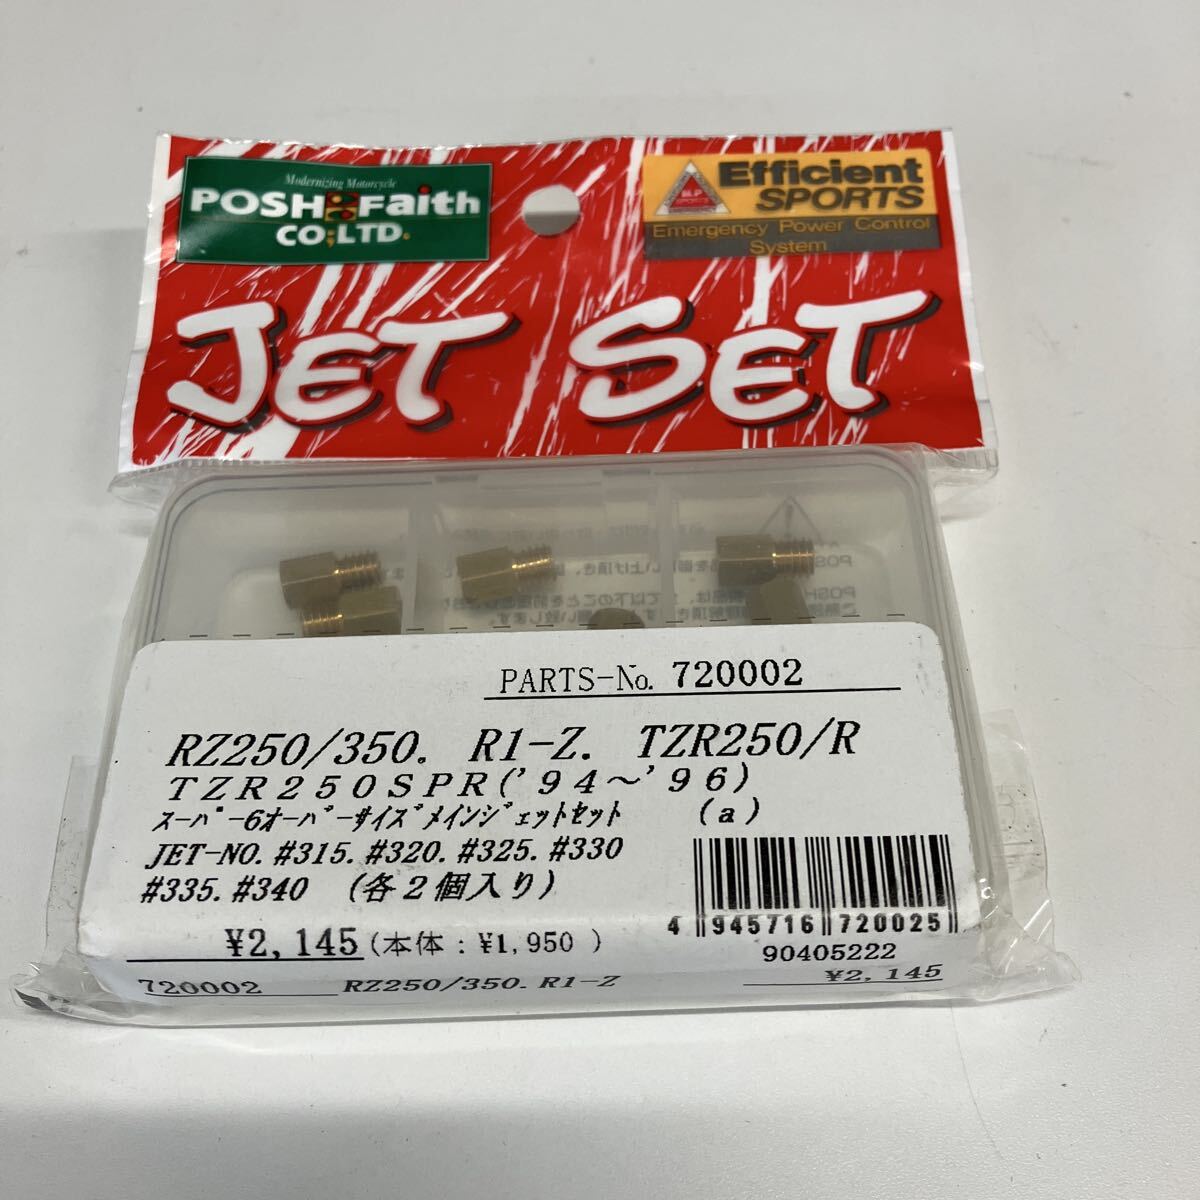 Modernizing Motorcycle
POSH Faith
CO.LTD.
Efficient
SPORTS
Emergency Power Control
System
JET SET
PARTS-No. 720002
RZ250/350. R1-Z. TZR250/R
TZR250SPR('94～'96)
ｽｰﾊﾟｰ6ｵｰﾊﾞｰｻｲｽﾞﾒｲﾝｼﾞｪｯﾄｾｯﾄ (a)
JET-NO. #315. #320. #325. #330
#335. #340 (各２個入り)
¥2,145(本体:¥1,950 )
4 945716 720025
90405222
720002 RZ250/350. R1-Z ¥2,145